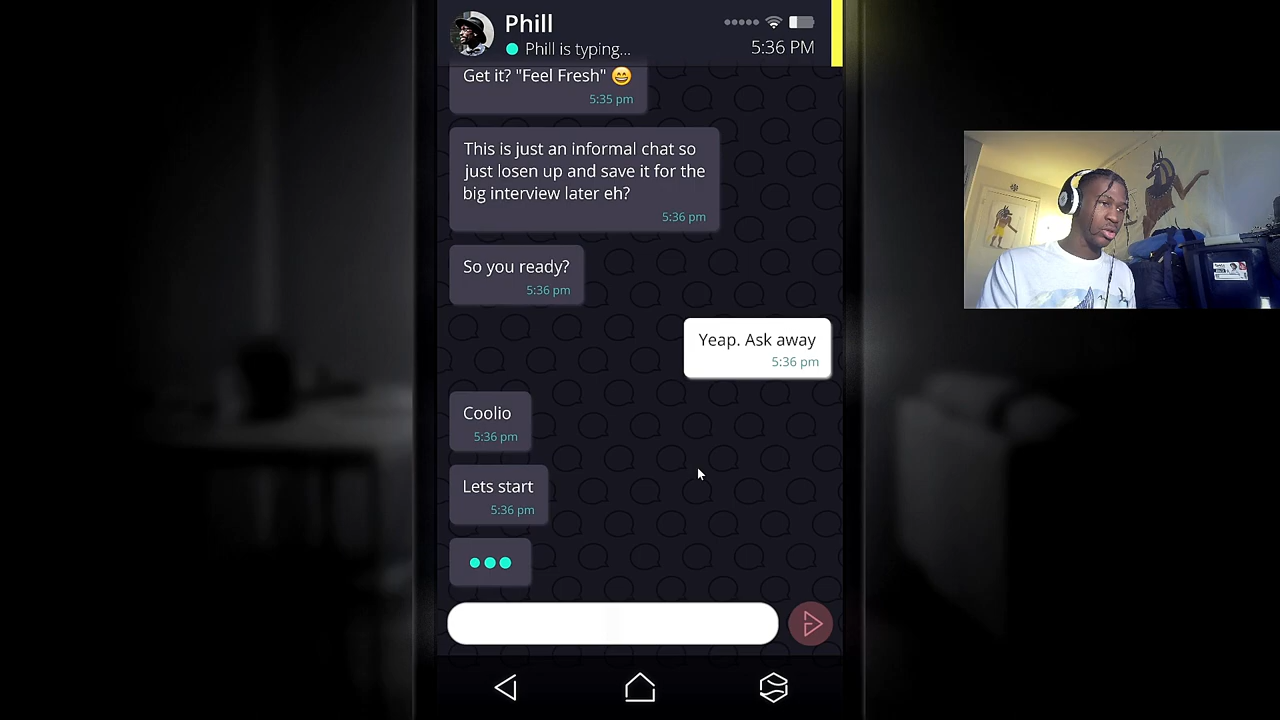 Phill
Phill is typing...
5:36 PM
Get it? "Feel Fresh" 😄
5:35 pm
This is just an informal chat so
just losen up and save it for the
big interview later eh?
5:36 pm
So you ready?
5:36 pm
Yeap. Ask away
5:36 pm
Coolio
5:36 pm
Lets start
5:36 pm